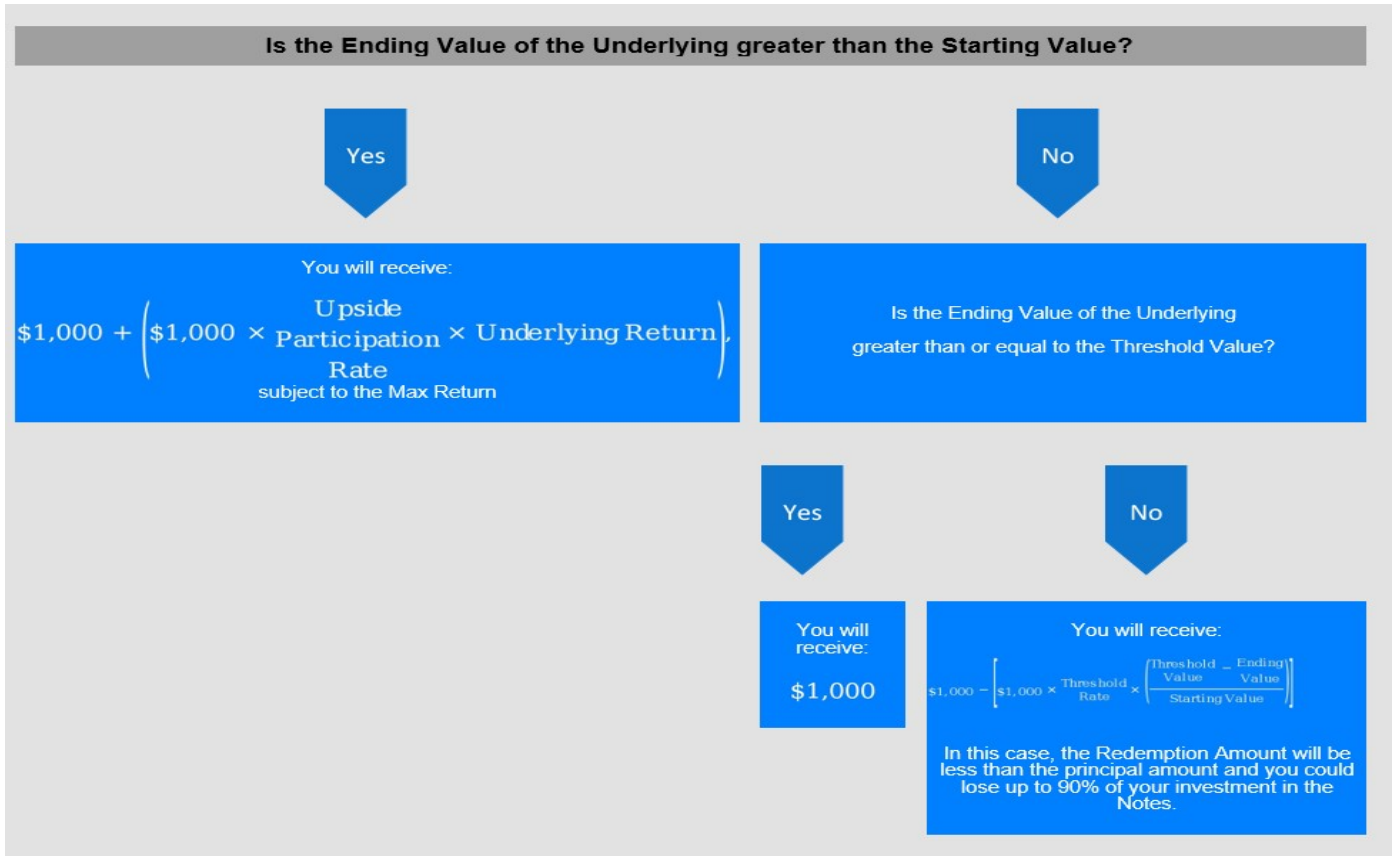 Is the Ending Value of the Underlying greater than the Starting Value?
Yes
No
You will receive:
$1,000 + ($1,000 × Upside Participation Rate × Underlying Return),
subject to the Max Return
Is the Ending Value of the Underlying
greater than or equal to the Threshold Value?
Yes
No
You will
receive:
$1,000
You will receive:
$1,000 − [$1,000 × Threshold Rate × ((Threshold Value − Ending Value) / Starting Value)]
In this case, the Redemption Amount will be
less than the principal amount and you could
lose up to 90% of your investment in the
Notes.